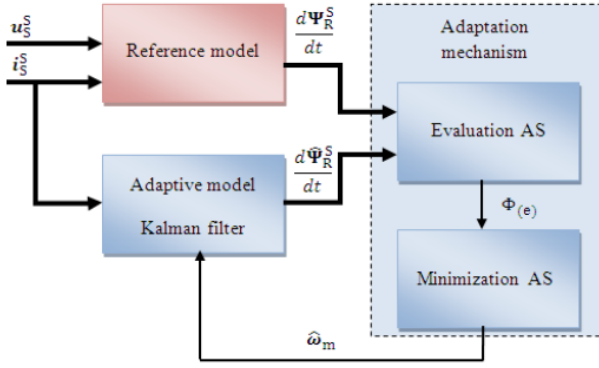 u_S^S
i_S^S
Reference model
dΨ_R^S
dt
Adaptation
mechanism
Evaluation AS
Adaptive model
Kalman filter
dΨ̂_R^S
dt
Φ_(e)
Minimization AS
ω̂_m